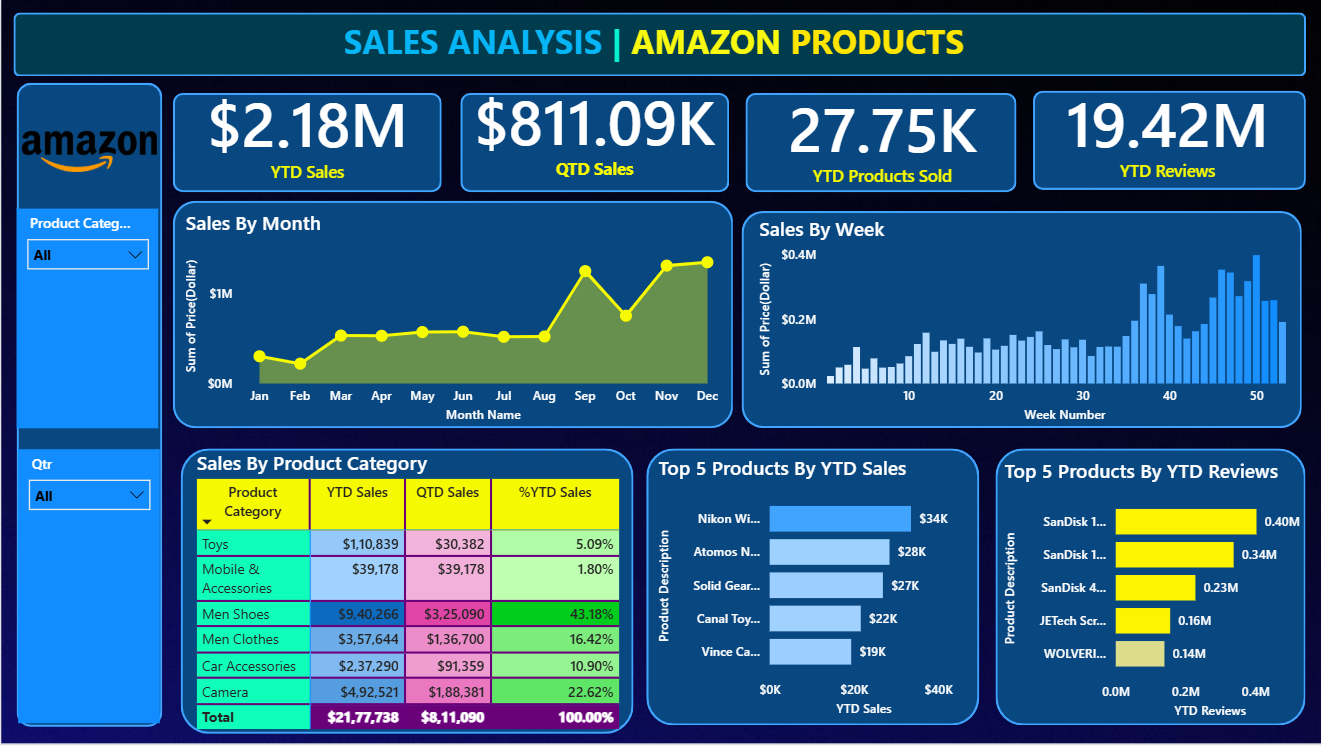 SALES ANALYSIS | AMAZON PRODUCTS
amazon
$2.18M
YTD Sales
$811.09K
QTD Sales
27.75K
YTD Products Sold
19.42M
YTD Reviews
Product Categ...
All
Qtr
All
Sales By Month
Sum of Price(Dollar)
$1M
$0M
Jan Feb Mar Apr May Jun Jul Aug Sep Oct Nov Dec
Month Name
Sales By Week
Sum of Price(Dollar)
$0.4M
$0.2M
$0.0M
10 20 30 40 50
Week Number
Sales By Product Category
Product Category YTD Sales QTD Sales %YTD Sales
Toys $1,10,839 $30,382 5.09%
Mobile & Accessories $39,178 $39,178 1.80%
Men Shoes $9,40,266 $3,25,090 43.18%
Men Clothes $3,57,644 $1,36,700 16.42%
Car Accessories $2,37,290 $91,359 10.90%
Camera $4,92,521 $1,88,381 22.62%
Total $21,77,738 $8,11,090 100.00%
Top 5 Products By YTD Sales
Product Description
Nikon Wi... $34K
Atomos N... $28K
Solid Gear... $27K
Canal Toy... $22K
Vince Ca... $19K
$0K $20K $40K
YTD Sales
Top 5 Products By YTD Reviews
Product Description
SanDisk 1... 0.40M
SanDisk 1... 0.34M
SanDisk 4... 0.23M
JETech Scr... 0.16M
WOLVERI... 0.14M
0.0M 0.2M 0.4M
YTD Reviews